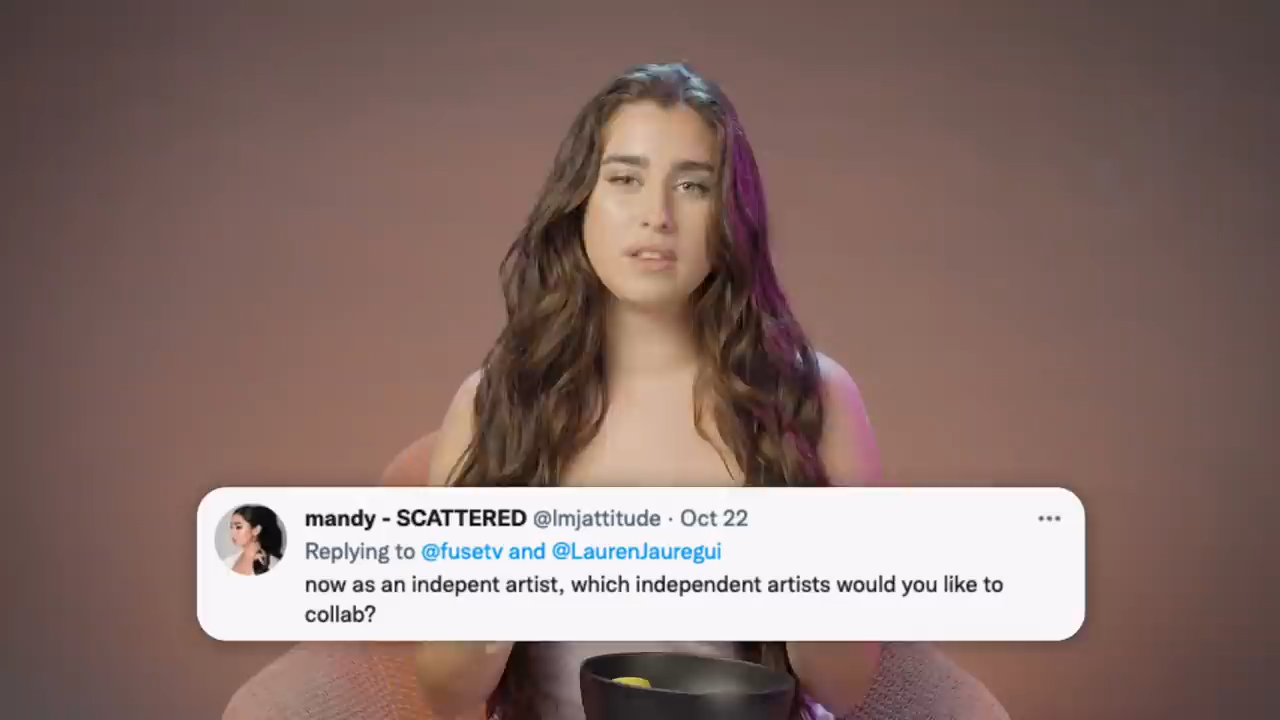 mandy - SCATTERED @lmjattitude · Oct 22
Replying to @fusetv and @LaurenJauregui
now as an indepent artist, which independent artists would you like to
collab?